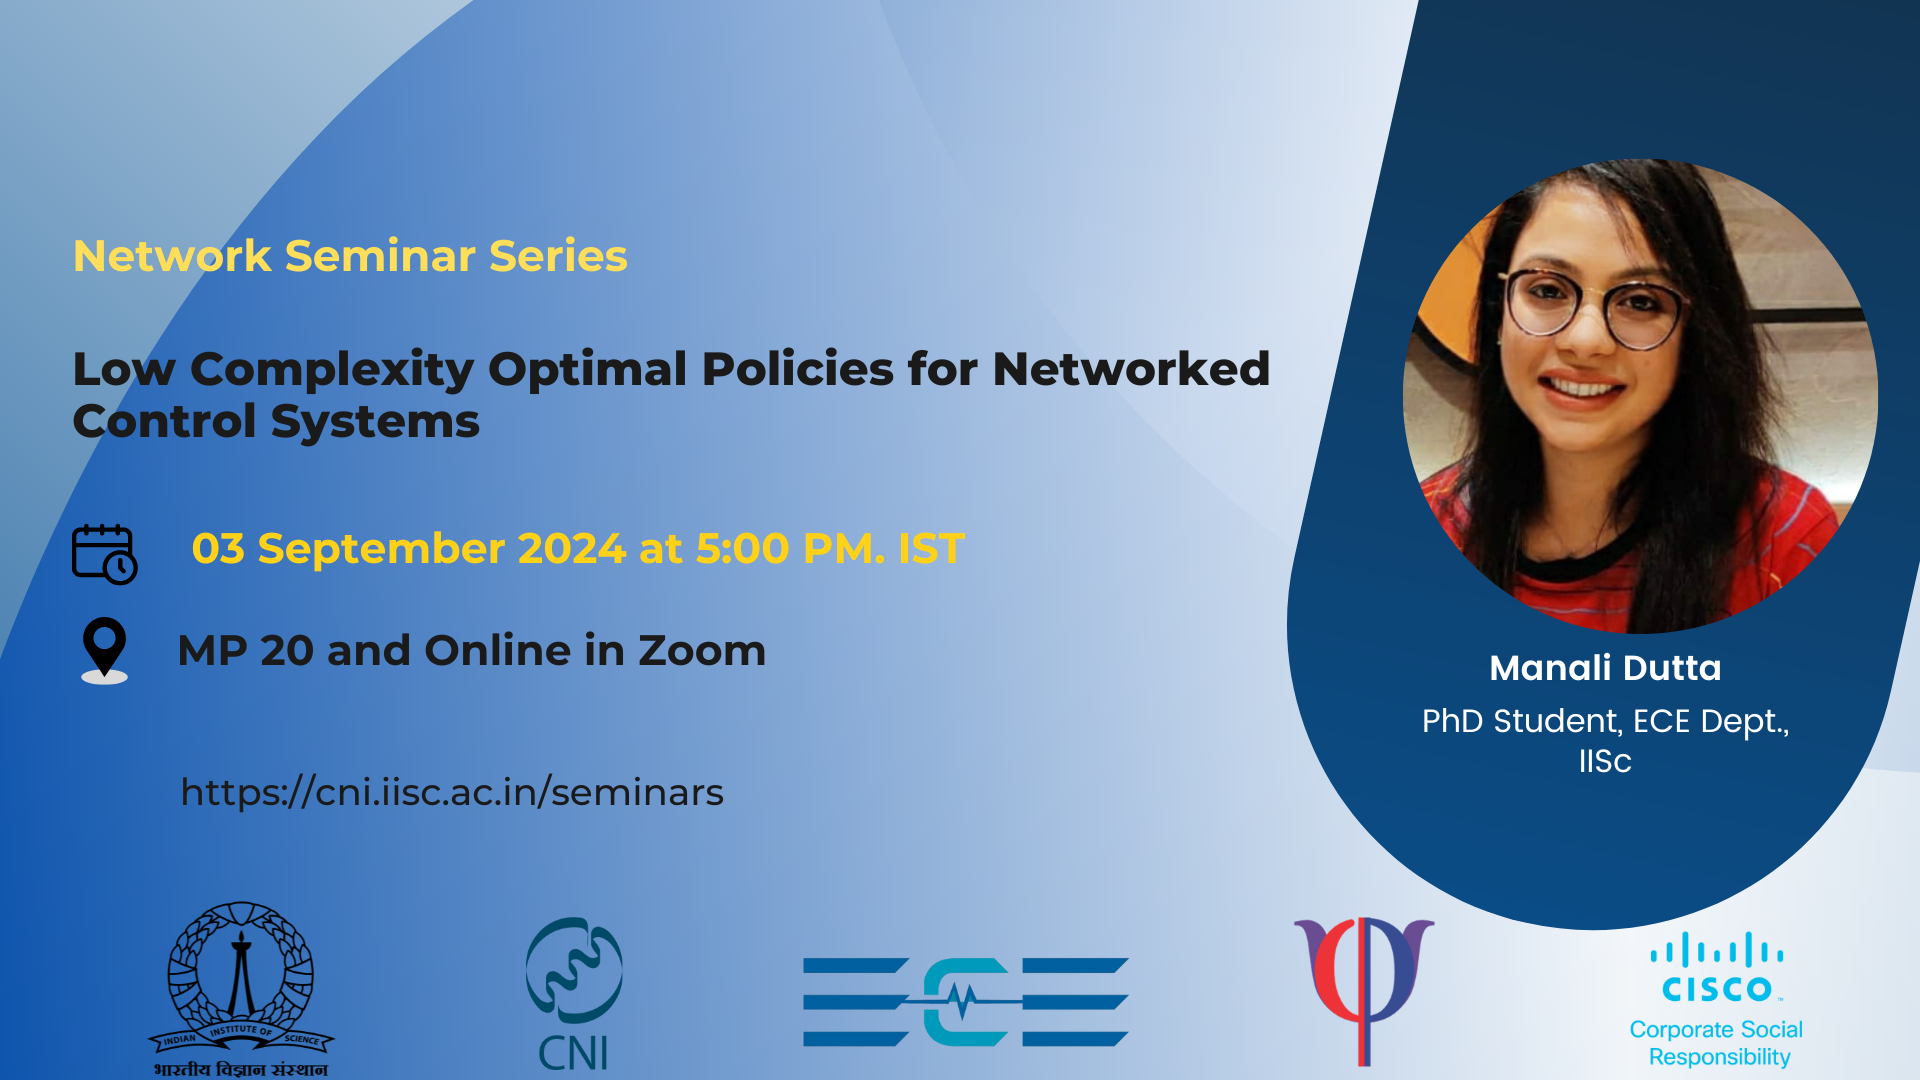 Network Seminar Series
Low Complexity Optimal Policies for Networked
Control Systems
03 September 2024 at 5:00 PM. IST
MP 20 and Online in Zoom
https://cni.iisc.ac.in/seminars
Manali Dutta
PhD Student, ECE Dept.,
IISc
INDIAN INSTITUTE OF SCIENCE
भारतीय विज्ञान संस्थान
CNI
ECE
CISCO
Corporate Social
Responsibility